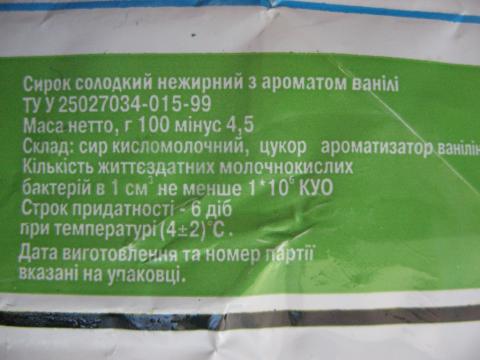 Сирок солодкий нежирний з ароматом ванілі
ТУ У 25027034-015-99
Маса нетто, г 100 мінус 4,5
Склад: сир кисломолочний, цукор ароматизатор ванілін
Кількість життєздатних молочнокислих
бактерій в 1 см³ не менше 1*10⁶ КУО
Строк придатності - 6 діб
при температурі (4±2)°С.
Дата виготовлення та номер партії
вказані на упаковці.